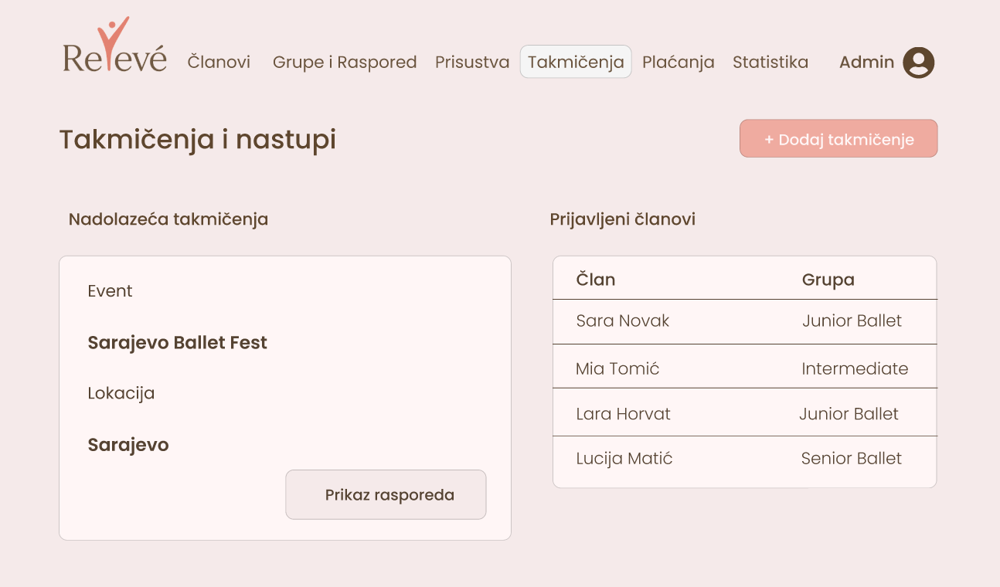 Relevé
Članovi Grupe i Raspored Prisustva Takmičenja Plaćanja Statistika Admin
Takmičenja i nastupi
+ Dodaj takmičenje
Nadolazeća takmičenja
Event
Sarajevo Ballet Fest
Lokacija
Sarajevo
Prikaz rasporeda
Prijavljeni članovi
Član Grupa
Sara Novak Junior Ballet
Mia Tomić Intermediate
Lara Horvat Junior Ballet
Lucija Matić Senior Ballet